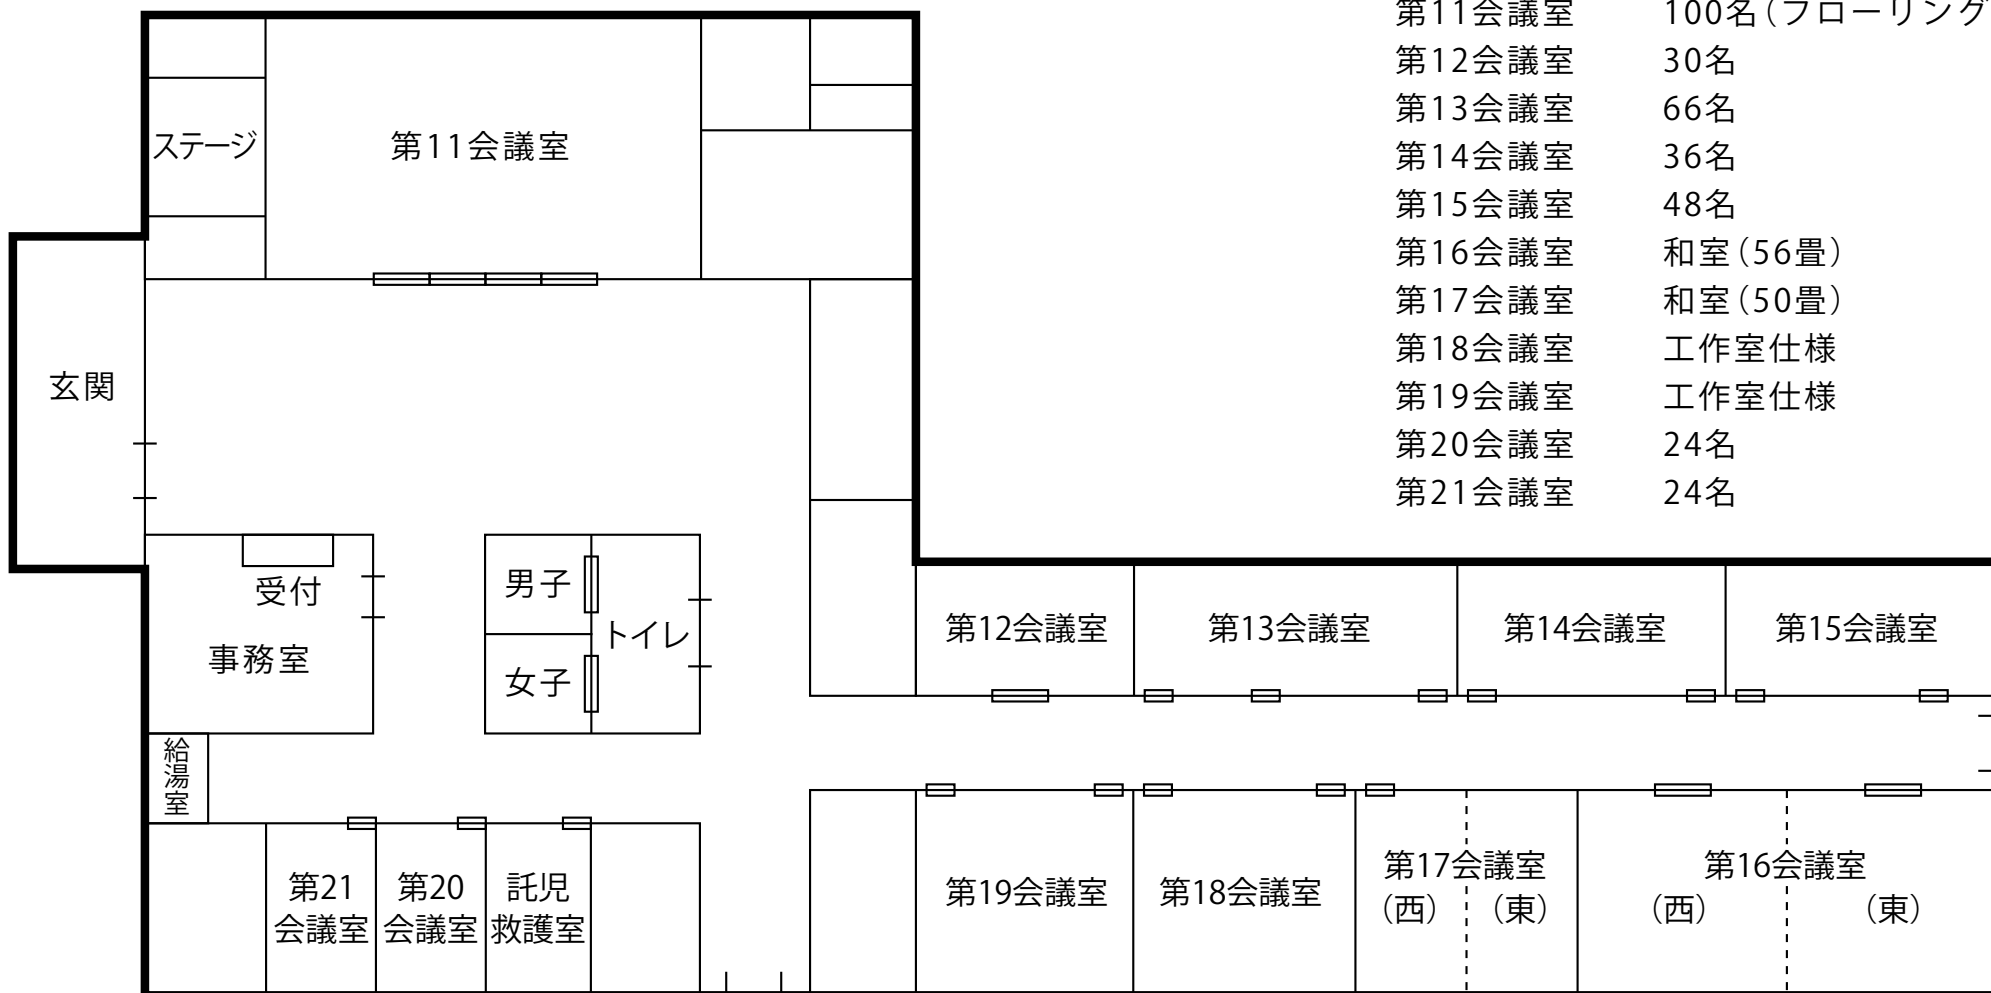 第11会議室 100名（フローリング
第12会議室 30名
第13会議室 66名
第14会議室 36名
第15会議室 48名
第16会議室 和室（56畳）
第17会議室 和室（50畳）
第18会議室 工作室仕様
第19会議室 工作室仕様
第20会議室 24名
第21会議室 24名
ステージ
第11会議室
玄関
受付
事務室
男子
女子
トイレ
給湯室
第12会議室
第13会議室
第14会議室
第15会議室
第21
会議室
第20
会議室
託児
救護室
第19会議室
第18会議室
第17会議室
（西） （東）
第16会議室
（西） （東）